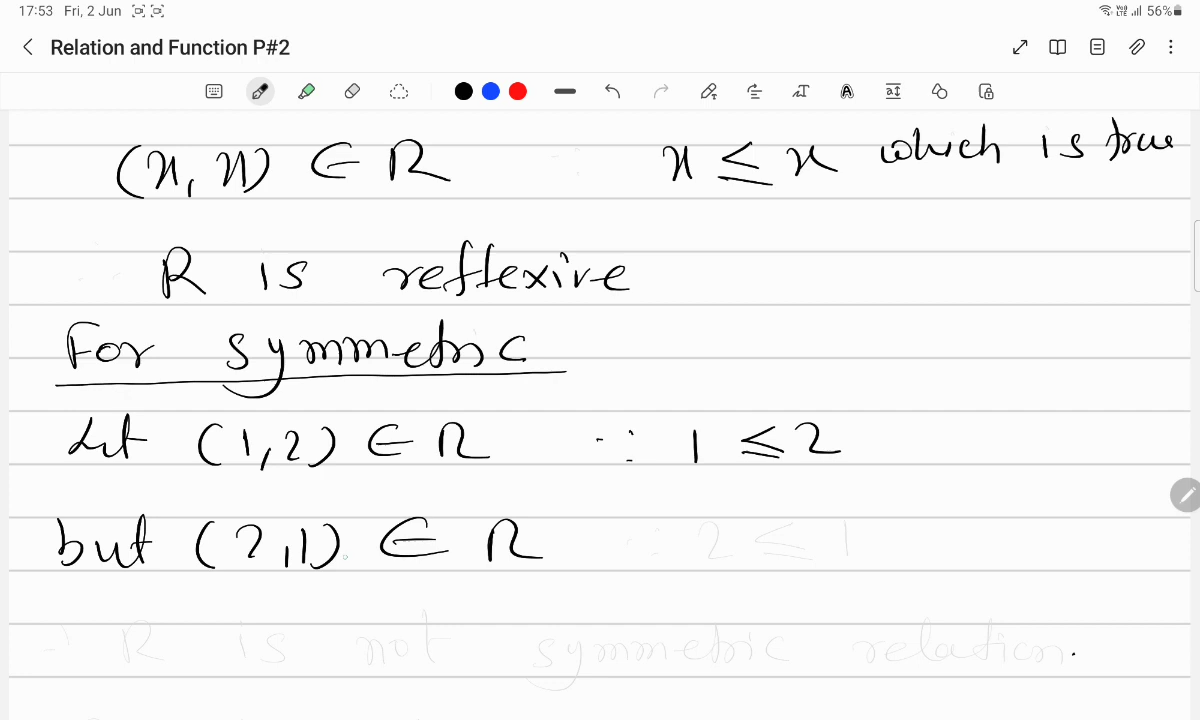 17:53 Fri, 2 Jun 56%
Relation and Function P#2
(x, x) ∈ R x ≤ x which is true
R is reflexive
For symmetric
Let (1,2) ∈ R ∵ 1 ≤ 2
but (2,1) ∈ R ∵ 2 ≤ 1
∴ R is not symmetric relation.